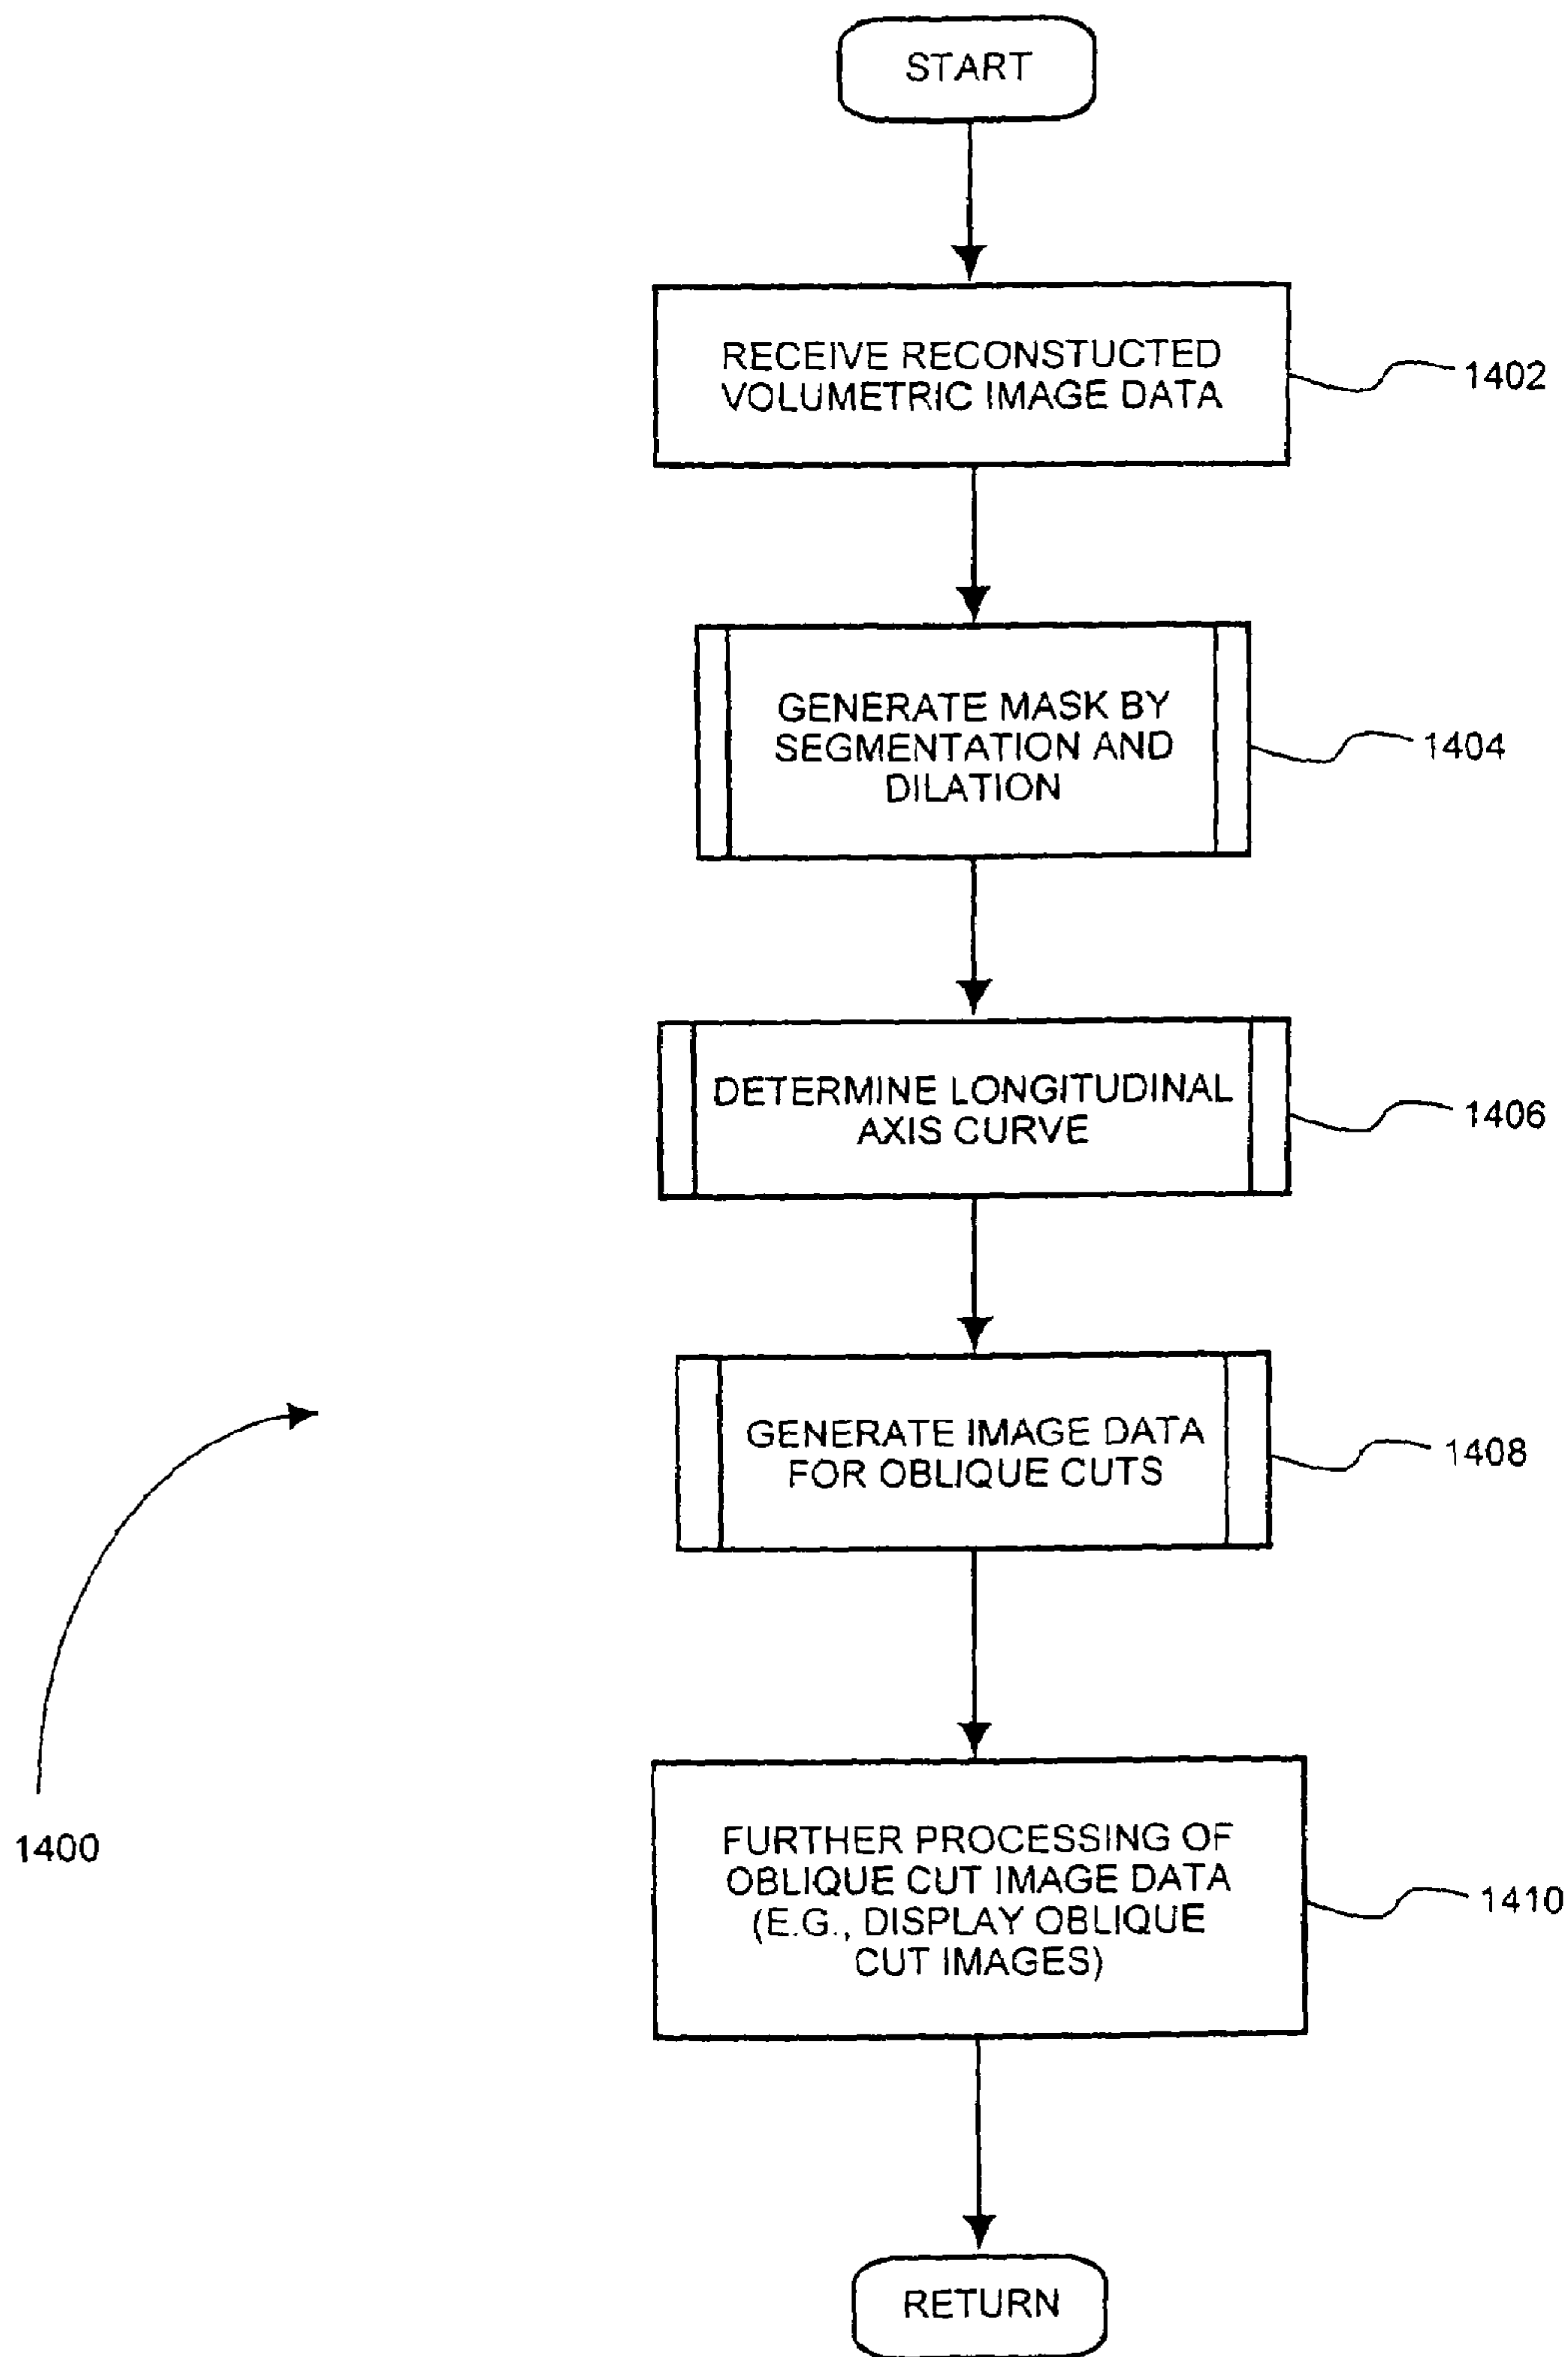 START
RECEIVE RECONSTUCTED
VOLUMETRIC IMAGE DATA
1402
GENERATE MASK BY
SEGMENTATION AND
DILATION
1404
DETERMINE LONGITUDINAL
AXIS CURVE
1406
GENERATE IMAGE DATA
FOR OBLIQUE CUTS
1408
1400
FURTHER PROCESSING OF
OBLIQUE CUT IMAGE DATA
(E.G., DISPLAY OBLIQUE
CUT IMAGES)
1410
RETURN